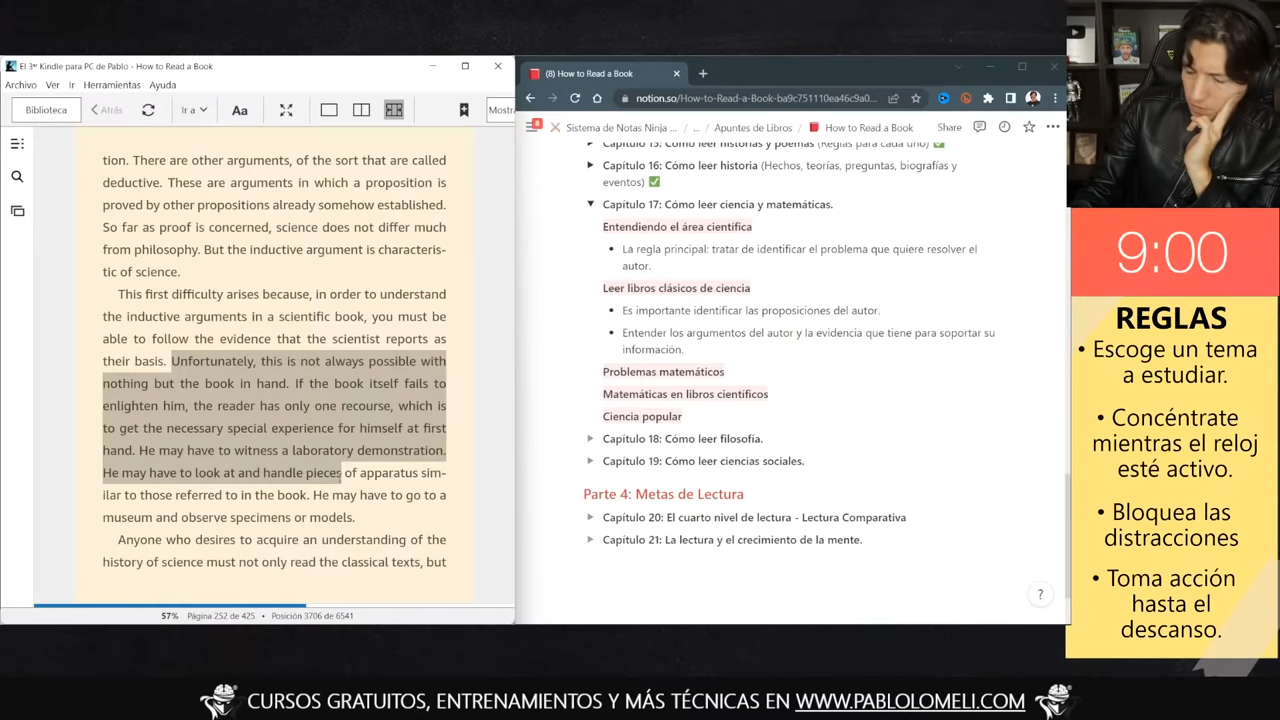 El 3er Kindle para PC de Pablo - How to Read a Book
Archivo Ver Ir Herramientas Ayuda
Biblioteca Atrás Ir a Aa Mostra
tion. There are other arguments, of the sort that are called
deductive. These are arguments in which a proposition is
proved by other propositions already somehow established.
So far as proof is concerned, science does not differ much
from philosophy. But the inductive argument is characteris-
tic of science.
This first difficulty arises because, in order to understand
the inductive arguments in a scientific book, you must be
able to follow the evidence that the scientist reports as
their basis. Unfortunately, this is not always possible with
nothing but the book in hand. If the book itself fails to
enlighten him, the reader has only one recourse, which is
to get the necessary special experience for himself at first
hand. He may have to witness a laboratory demonstration.
He may have to look at and handle pieces of apparatus sim-
ilar to those referred to in the book. He may have to go to a
museum and observe specimens or models.
Anyone who desires to acquire an understanding of the
history of science must not only read the classical texts, but
57% Página 252 de 425 • Posición 3706 de 6541
(8) How to Read a Book
notion.so/How-to-Read-a-Book-ba9c751110ea46c9a0...
8 Sistema de Notas Ninja ... / ... / Apuntes de Libros / How to Read a Book Share
Capítulo 15: Cómo leer historias y poemas (Reglas para cada uno)
Capítulo 16: Cómo leer historia (Hechos, teorías, preguntas, biografías y
eventos)
Capítulo 17: Cómo leer ciencia y matemáticas.
Entendiendo el área científica
• La regla principal: tratar de identificar el problema que quiere resolver el
autor.
Leer libros clásicos de ciencia
• Es importante identificar las proposiciones del autor.
• Entender los argumentos del autor y la evidencia que tiene para soportar su
información.
Problemas matemáticos
Matemáticas en libros científicos
Ciencia popular
Capítulo 18: Cómo leer filosofía.
Capítulo 19: Cómo leer ciencias sociales.
Parte 4: Metas de Lectura
Capítulo 20: El cuarto nivel de lectura - Lectura Comparativa
Capítulo 21: La lectura y el crecimiento de la mente.
?
9:00
REGLAS
• Escoge un tema
a estudiar.
• Concéntrate
mientras el reloj
esté activo.
• Bloquea las
distracciones
• Toma acción
hasta el
descanso.
CURSOS GRATUITOS, ENTRENAMIENTOS Y MÁS TÉCNICAS EN WWW.PABLOLOMELI.COM